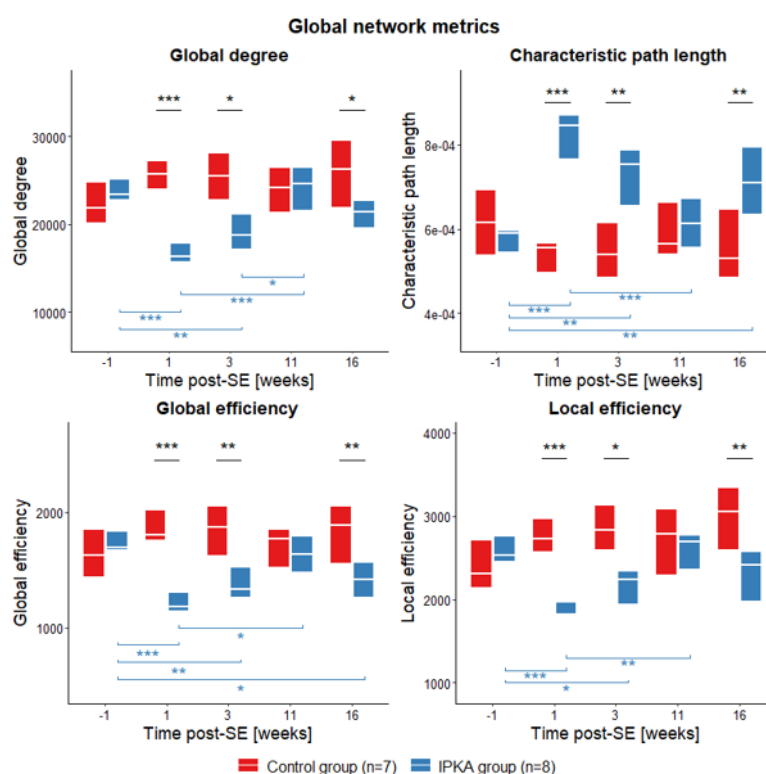 Global network metrics
Global degree
Characteristic path length
***
*
*
***
**
**
30000
20000
10000
Global degree
8e-04
6e-04
4e-04
Characteristic path length
*
***
***
**
***
***
**
**
-1 1 3 11 16
-1 1 3 11 16
Time post-SE [weeks]
Time post-SE [weeks]
Global efficiency
Local efficiency
***
**
**
***
*
**
2000
1000
Global efficiency
4000
3000
2000
1000
Local efficiency
*
***
**
*
**
***
*
-1 1 3 11 16
-1 1 3 11 16
Time post-SE [weeks]
Time post-SE [weeks]
Control group (n=7) IPKA group (n=8)